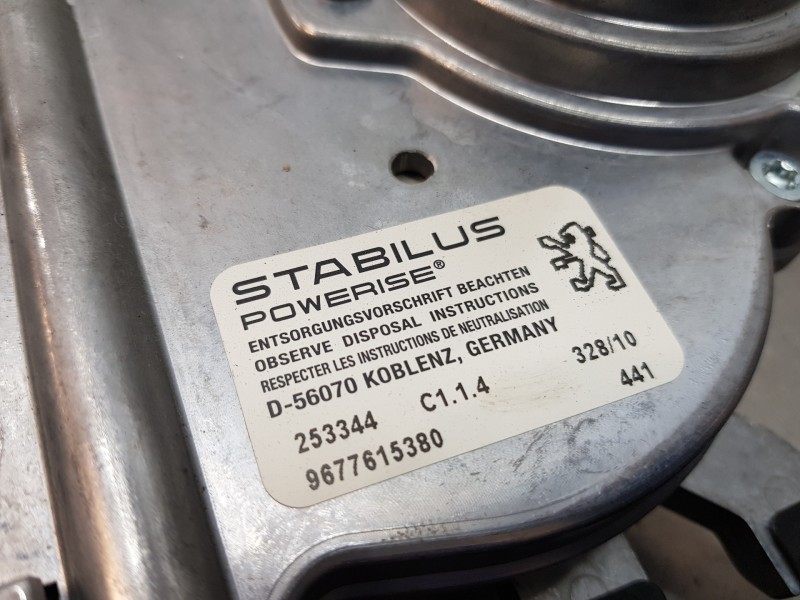 STABILUS
POWERISE®
ENTSORGUNGSVORSCHRIFT BEACHTEN
OBSERVE DISPOSAL INSTRUCTIONS
RESPECTER LES INSTRUCTIONS DE NEUTRALISATION
D-56070 KOBLENZ, GERMANY
253344 C1.1.4 328/10
9677615380 441